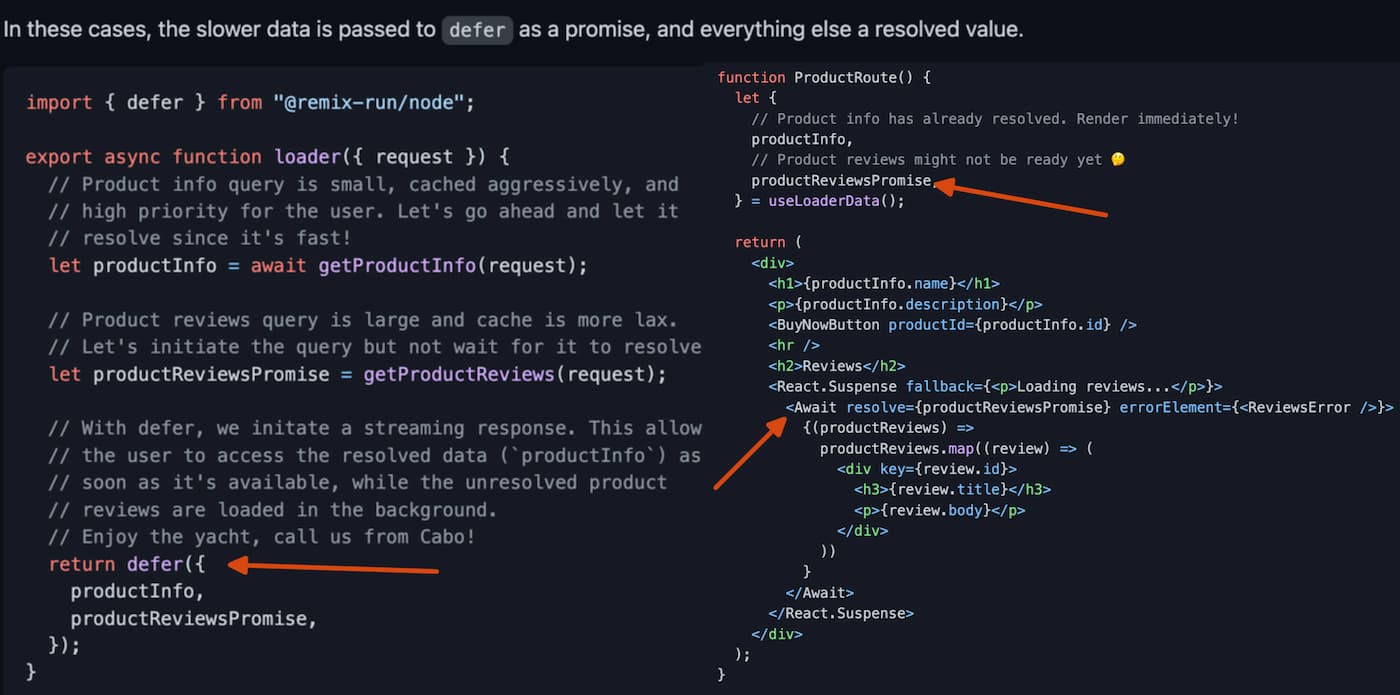 In these cases, the slower data is passed to defer as a promise, and everything else a resolved value.
import { defer } from "@remix-run/node";
export async function loader({ request }) {
// Product info query is small, cached aggressively, and
// high priority for the user. Let's go ahead and let it
// resolve since it's fast!
let productInfo = await getProductInfo(request);
// Product reviews query is large and cache is more lax.
// Let's initiate the query but not wait for it to resolve
let productReviewsPromise = getProductReviews(request);
// With defer, we initate a streaming response. This allow
// the user to access the resolved data (`productInfo`) as
// soon as it's available, while the unresolved product
// reviews are loaded in the background.
// Enjoy the yacht, call us from Cabo!
return defer({
productInfo,
productReviewsPromise,
});
}
function ProductRoute() {
let {
// Product info has already resolved. Render immediately!
productInfo,
// Product reviews might not be ready yet 🤔
productReviewsPromise,
} = useLoaderData();
return (
<div>
<h1>{productInfo.name}</h1>
<p>{productInfo.description}</p>
<BuyNowButton productId={productInfo.id} />
<hr />
<h2>Reviews</h2>
<React.Suspense fallback={<p>Loading reviews...</p>}>
<Await resolve={productReviewsPromise} errorElement={<ReviewsError />}>
{(productReviews) =>
productReviews.map((review) => (
<div key={review.id}>
<h3>{review.title}</h3>
<p>{review.body}</p>
</div>
))
}
</Await>
</React.Suspense>
</div>
);
}